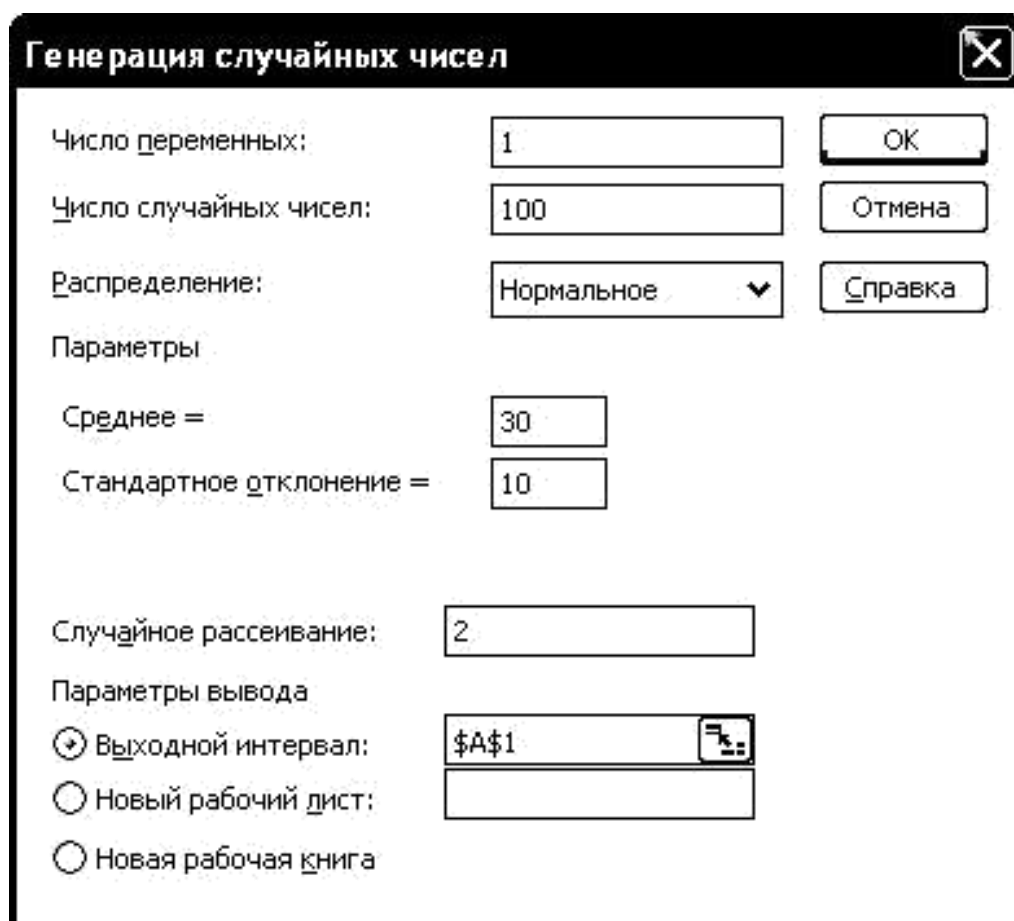 Генерация случайных чисел
Число переменных: 1 OK
Число случайных чисел: 100 Отмена
Распределение: Нормальное Справка
Параметры
Среднее = 30
Стандартное отклонение = 10
Случайное рассеивание: 2
Параметры вывода
Выходной интервал: $A$1
Новый рабочий лист:
Новая рабочая книга